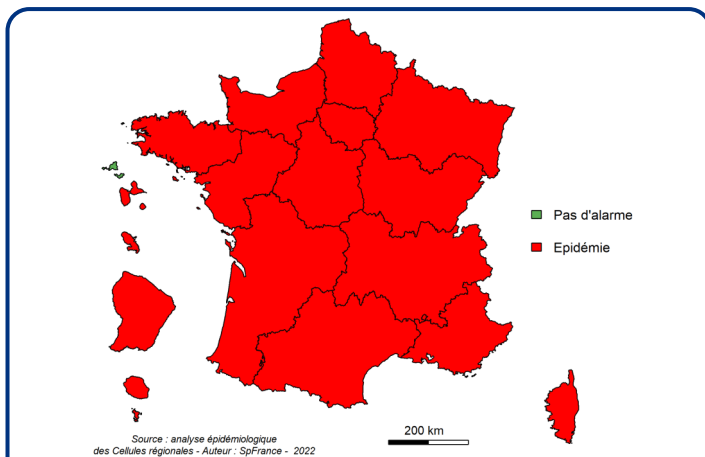 Pas d'alarme
Epidémie
200 km
Source : analyse épidémiologique
des Cellules régionales - Auteur : SpFrance - 2022